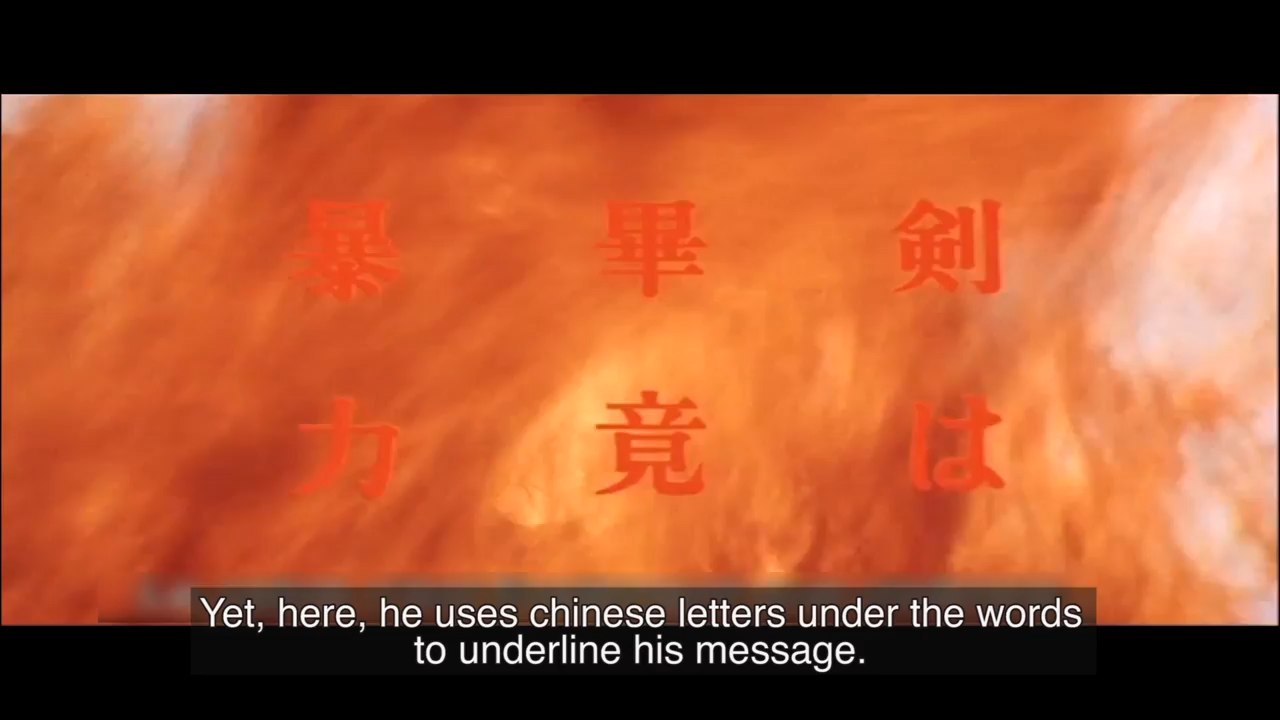 剣は
畢竟
暴力
Yet, here, he uses chinese letters under the words
to underline his message.